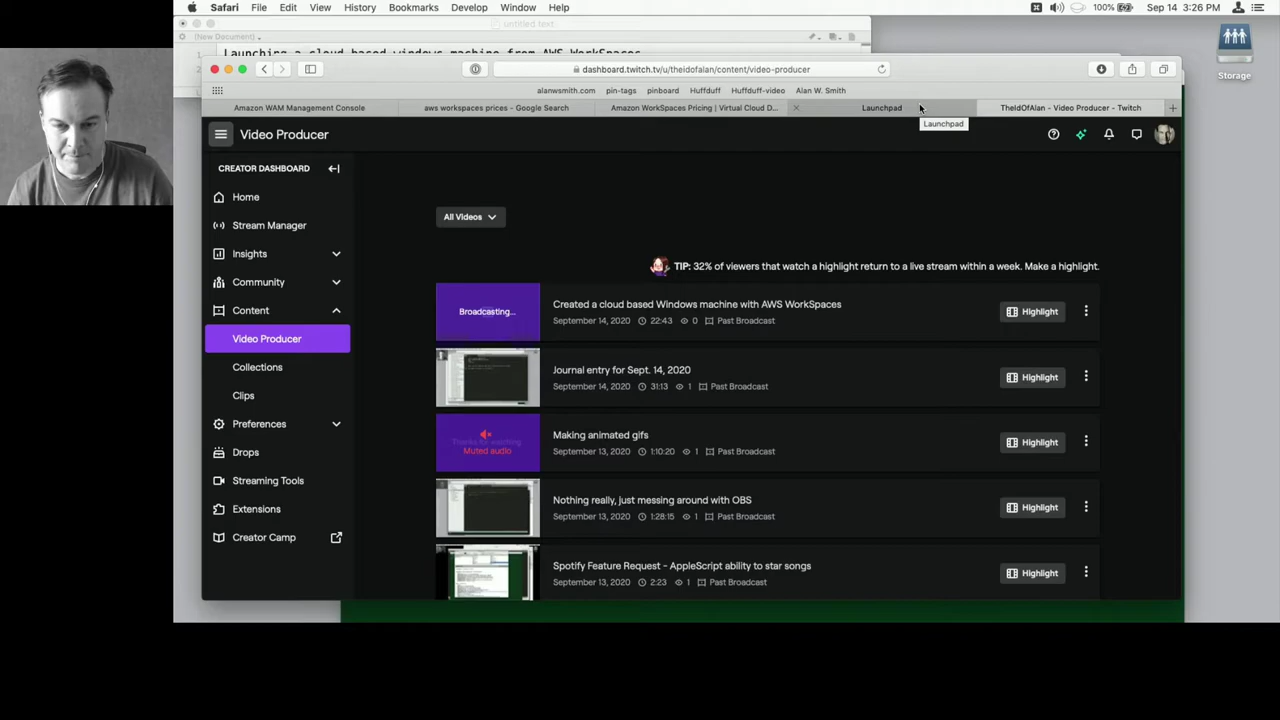 Safari File Edit View History Bookmarks Develop Window Help 100% Sep 14 3:26 PM
untitled text
(New Document)
1 Launching a cloud based windows machine from AWS WorkSpaces
Storage
dashboard.twitch.tv/u/theidofalan/content/video-producer
alanwsmith.com pin-tags pinboard Huffduff Huffduff-video Alan W. Smith
Amazon WAM Management Console aws workspaces prices - Google Search Amazon WorkSpaces Pricing | Virtual Cloud D... Launchpad TheIdOfAlan - Video Producer - Twitch
Launchpad
Video Producer
CREATOR DASHBOARD
Home
Stream Manager
Insights
Community
Content
Video Producer
Collections
Clips
Preferences
Drops
Streaming Tools
Extensions
Creator Camp
All Videos
TIP: 32% of viewers that watch a highlight return to a live stream within a week. Make a highlight.
Broadcasting...
Created a cloud based Windows machine with AWS WorkSpaces
September 14, 2020 22:43 0 Past Broadcast
Highlight
Journal entry for Sept. 14, 2020
September 14, 2020 31:13 1 Past Broadcast
Highlight
Thanks for watching
Muted audio
Making animated gifs
September 13, 2020 1:10:20 1 Past Broadcast
Highlight
Nothing really, just messing around with OBS
September 13, 2020 1:28:15 1 Past Broadcast
Highlight
Spotify Feature Request - AppleScript ability to star songs
September 13, 2020 2:23 1 Past Broadcast
Highlight